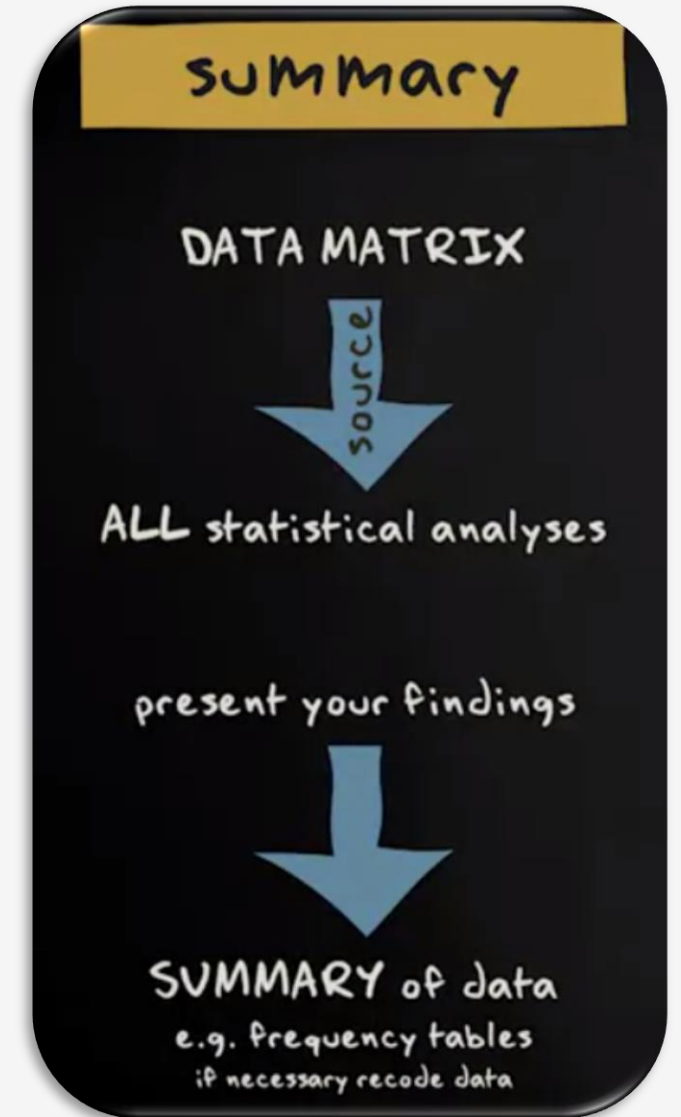 summary
DATA MATRIX
source
ALL statistical analyses
present your findings
SUMMARY of data
e.g. frequency tables
if necessary recode data